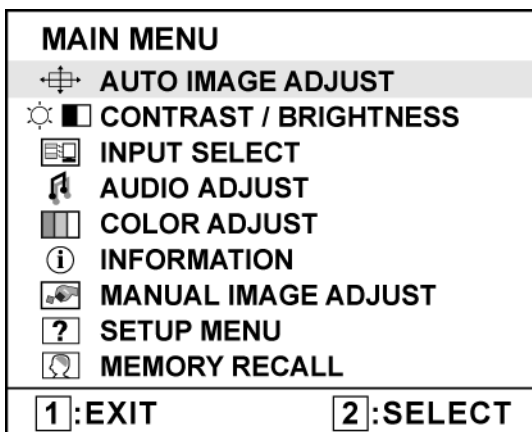 MAIN MENU
AUTO IMAGE ADJUST
CONTRAST / BRIGHTNESS
INPUT SELECT
AUDIO ADJUST
COLOR ADJUST
i INFORMATION
MANUAL IMAGE ADJUST
? SETUP MENU
MEMORY RECALL
1:EXIT 2:SELECT